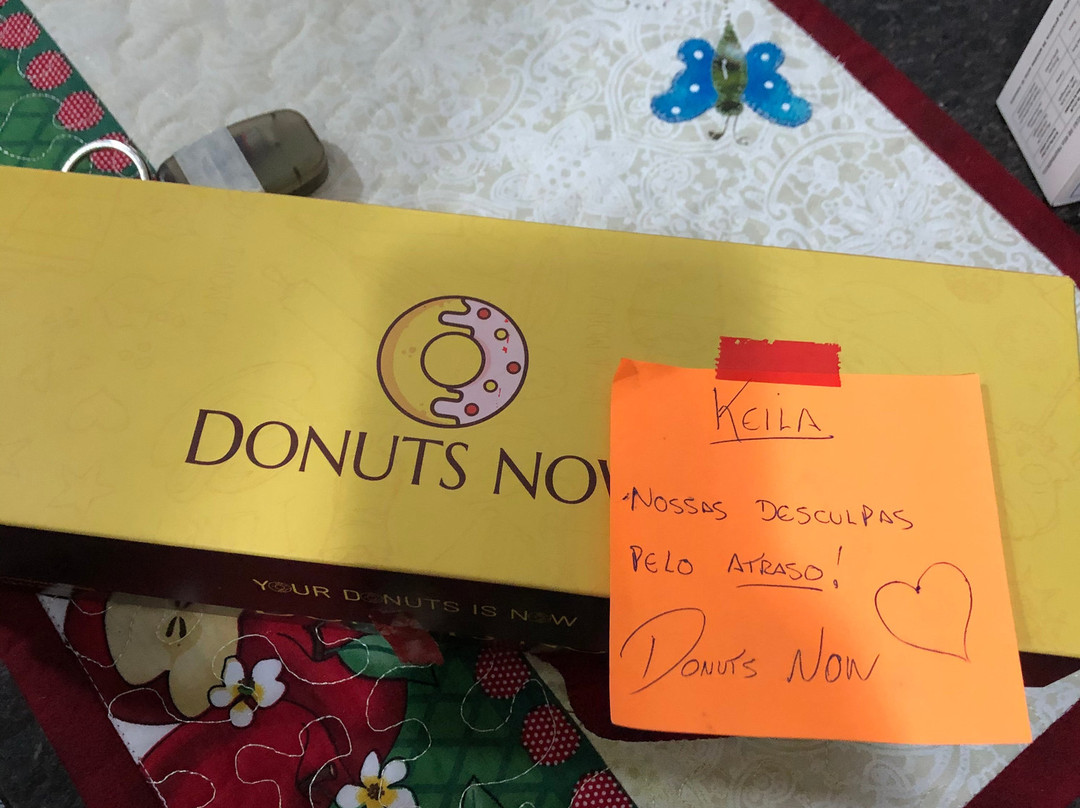 DONUTS NOW
YOUR DONUTS IS NOW
KEILA
NOSSAS DESCULPAS
PELO ATRASO!
DONUTS NOW